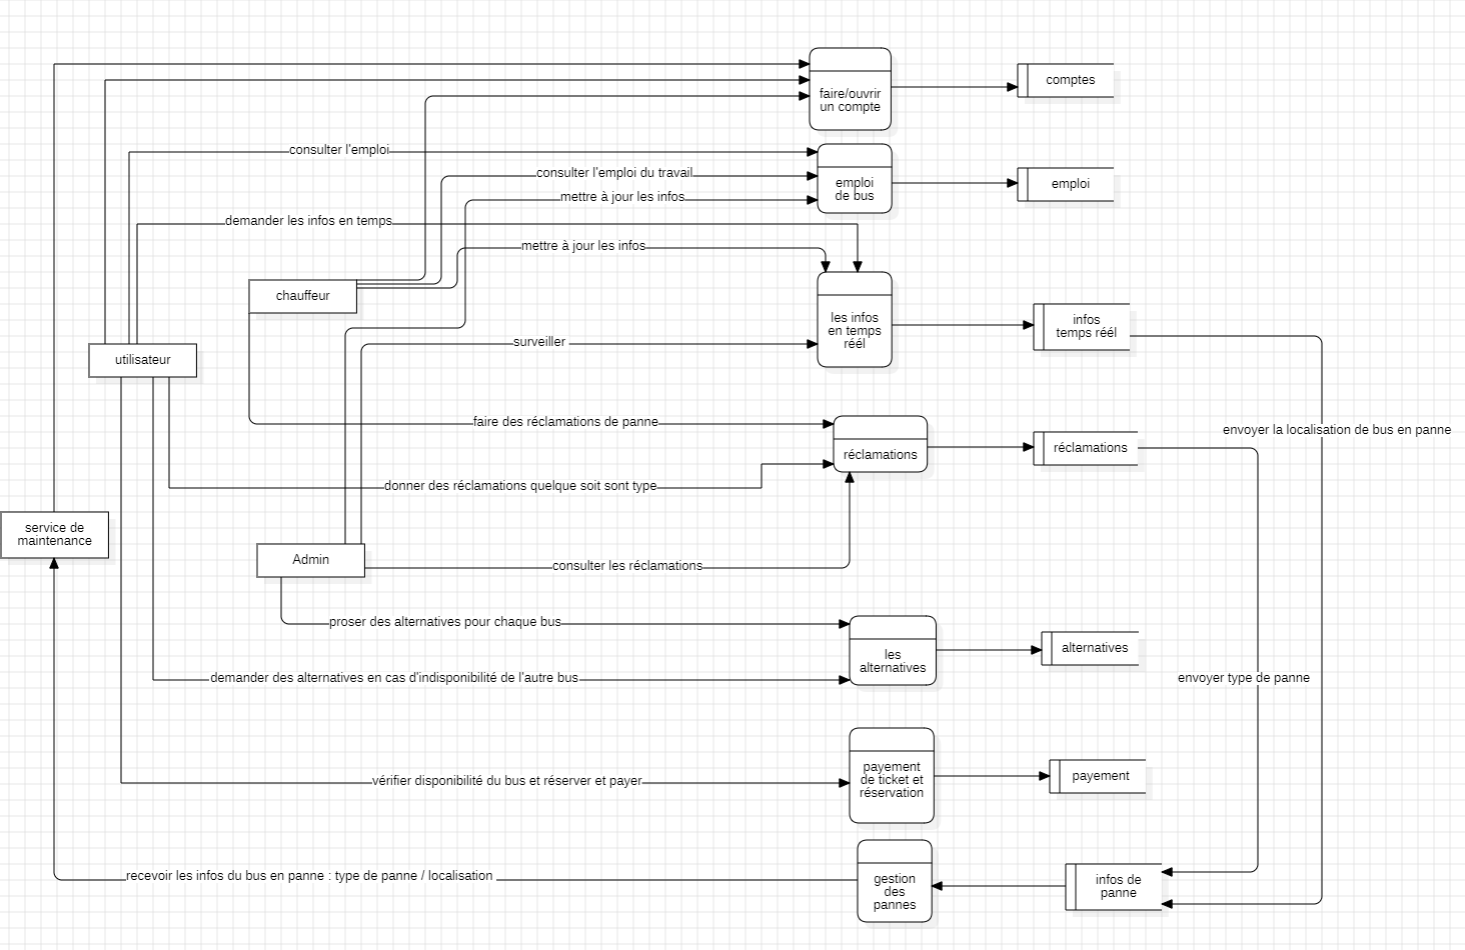 faire/ouvrir
un compte
comptes
consulter l'emploi
consulter l'emploi du travail
emploi
de bus
emploi
mettre à jour les infos
demander les infos en temps
mettre à jour les infos
chauffeur
les infos
en temps
réél
infos
temps réél
surveiller
utilisateur
faire des réclamations de panne
envoyer la localisation de bus en panne
réclamations
réclamations
donner des réclamations quelque soit sont type
service de
maintenance
Admin
consulter les réclamations
proser des alternatives pour chaque bus
les
alternatives
alternatives
demander des alternatives en cas d'indisponibilité de l'autre bus
envoyer type de panne
payement
de ticket et
réservation
payement
vérifier disponibilité du bus et réserver et payer
recevoir les infos du bus en panne : type de panne / localisation
gestion
des
pannes
infos de
panne